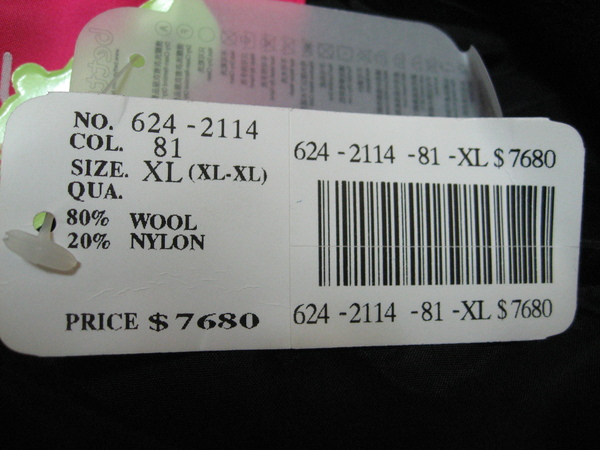 NO. 624 -2114
COL. 81
SIZE. XL (XL-XL)
QUA.
80% WOOL
20% NYLON
PRICE $7680
624 -2114 -81 -XL $7680
624 -2114 -81 -XL $7680